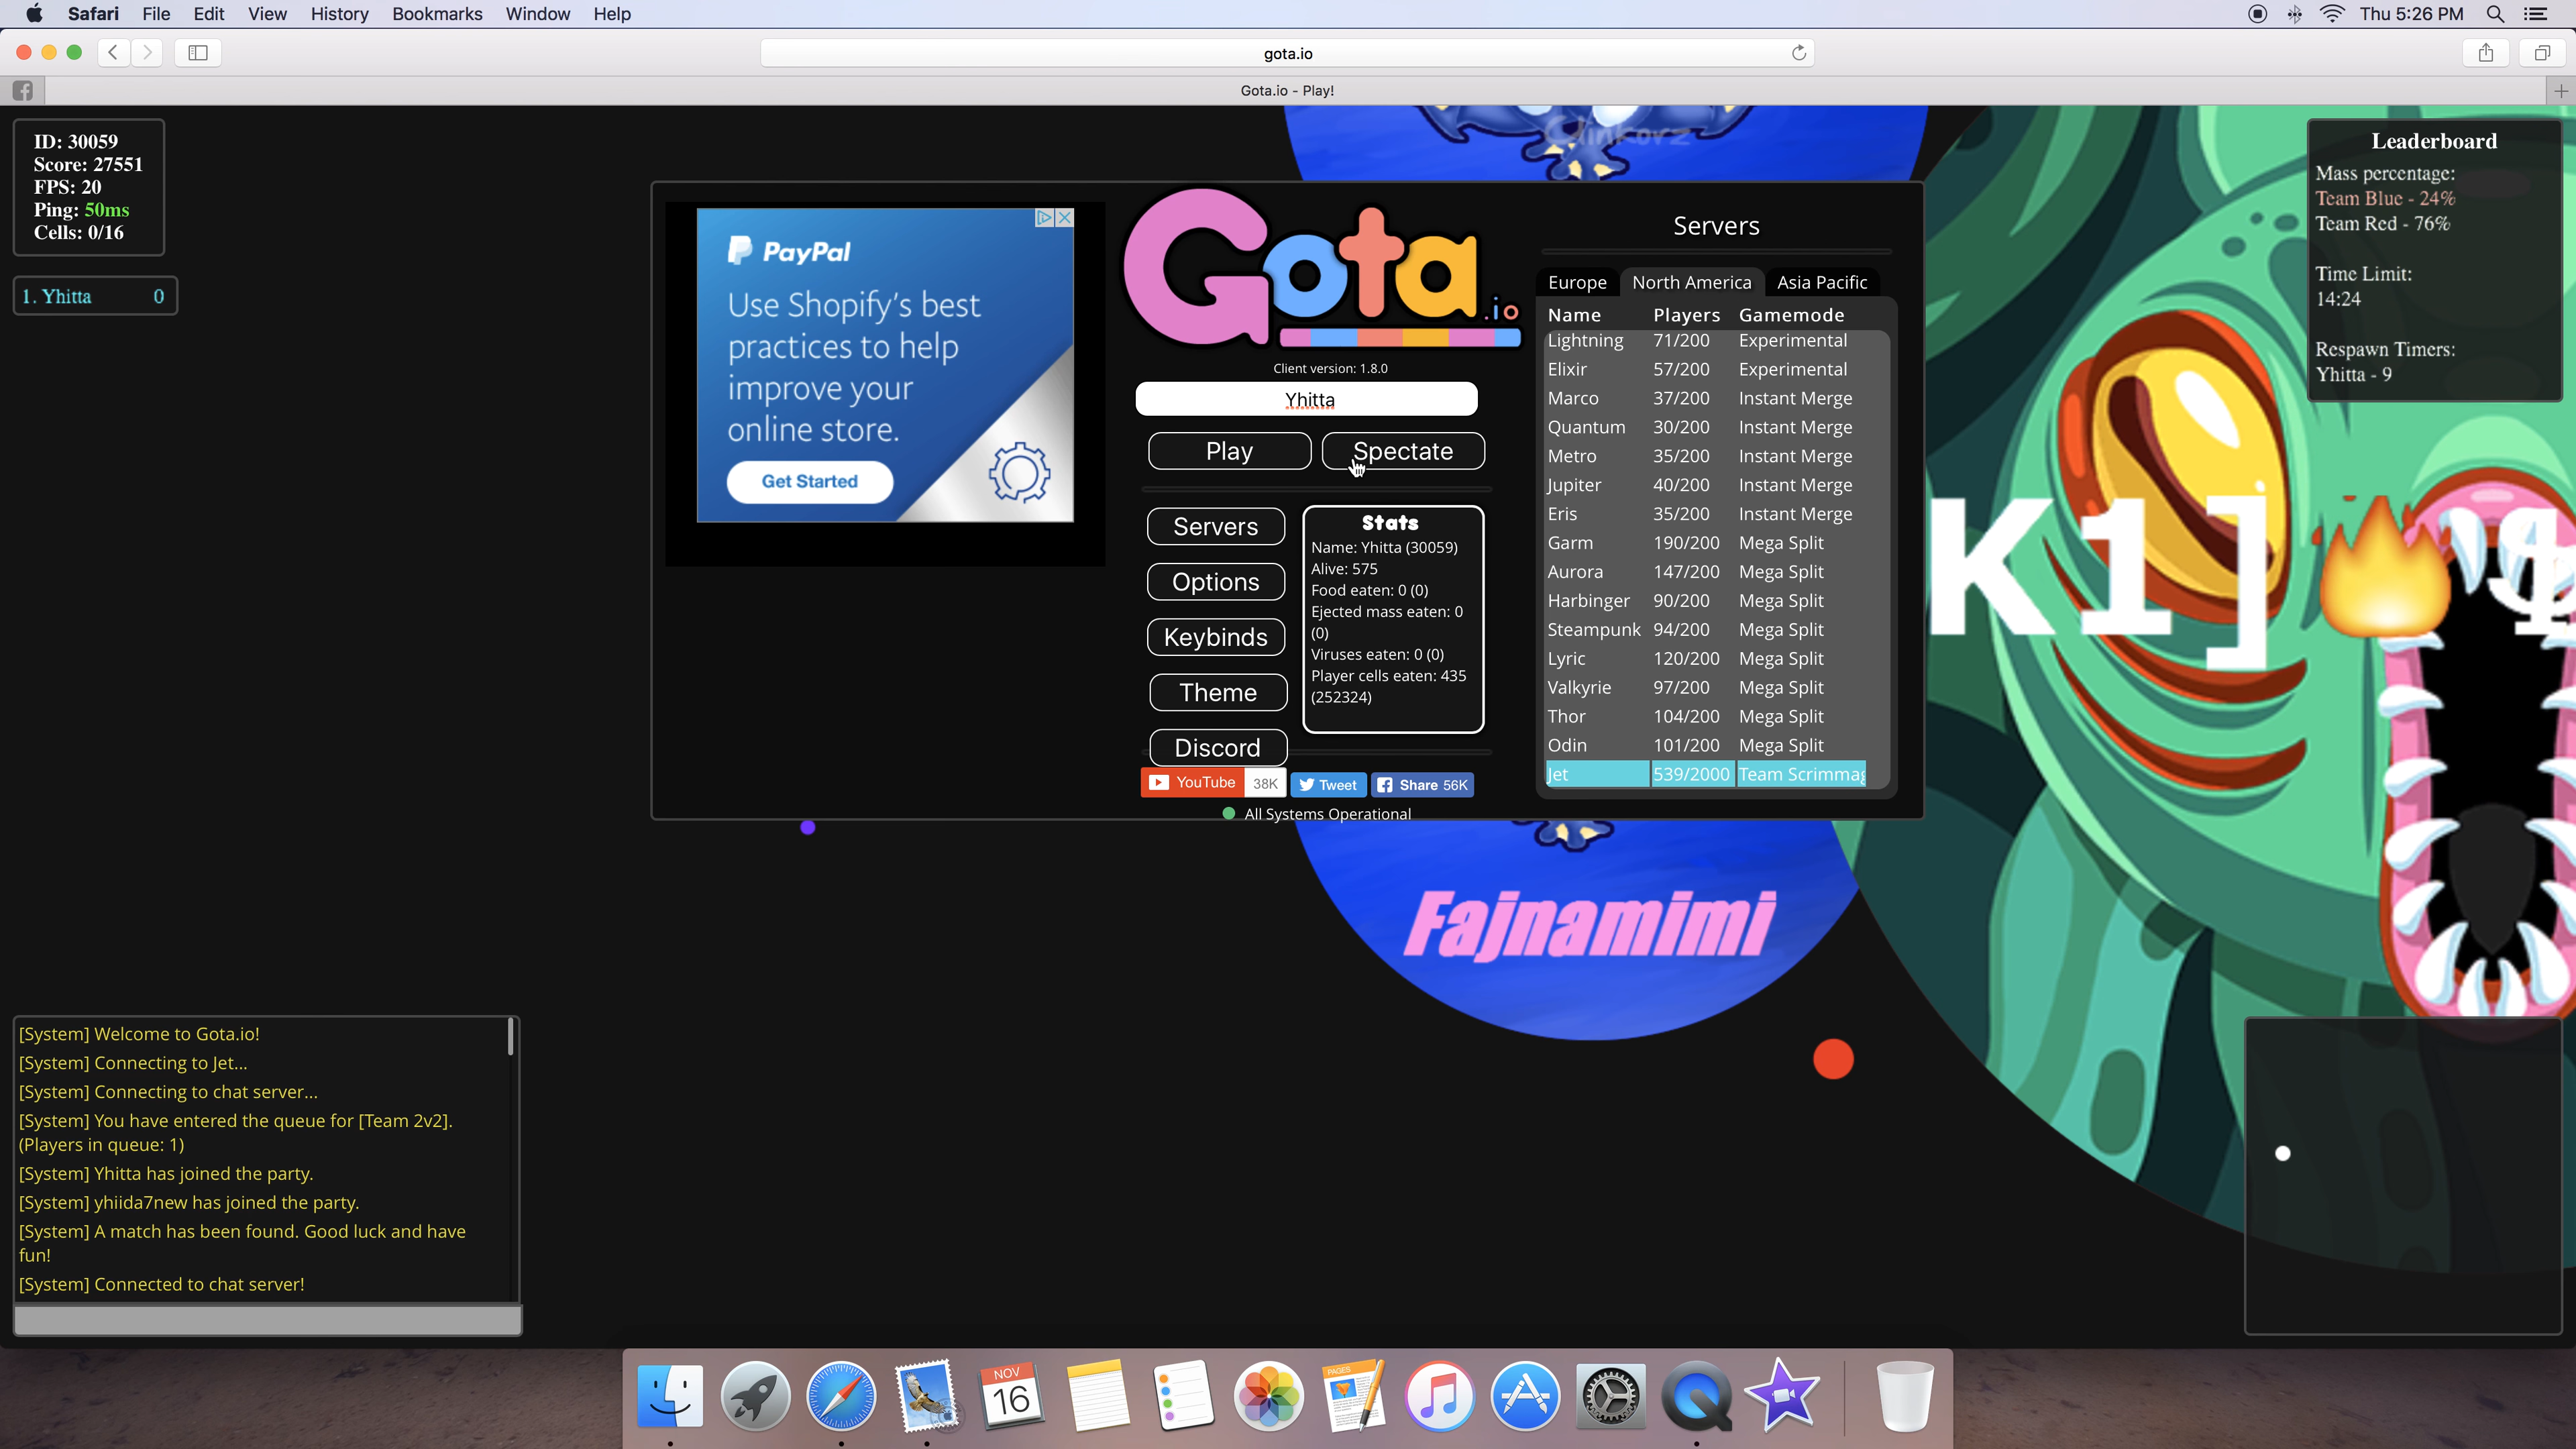 Safari File Edit View History Bookmarks Window Help
Thu 5:26 PM
gota.io
Gota.io - Play!
ID: 30059
Score: 27551
FPS: 20
Ping: 50ms
Cells: 0/16
1. Yhitta 0
PayPal
Use Shopify's best
practices to help
improve your
online store.
Get Started
Gota.io
Client version: 1.8.0
Yhitta
Play Spectate
Servers
Options
Keybinds
Theme
Discord
Stats
Name: Yhitta (30059)
Alive: 575
Food eaten: 0 (0)
Ejected mass eaten: 0
(0)
Viruses eaten: 0 (0)
Player cells eaten: 435
(252324)
YouTube 38K Tweet Share 56K
All Systems Operational
Servers
Europe North America Asia Pacific
Name Players Gamemode
Lightning 71/200 Experimental
Elixir 57/200 Experimental
Marco 37/200 Instant Merge
Quantum 30/200 Instant Merge
Metro 35/200 Instant Merge
Jupiter 40/200 Instant Merge
Eris 35/200 Instant Merge
Garm 190/200 Mega Split
Aurora 147/200 Mega Split
Harbinger 90/200 Mega Split
Steampunk 94/200 Mega Split
Lyric 120/200 Mega Split
Valkyrie 97/200 Mega Split
Thor 104/200 Mega Split
Odin 101/200 Mega Split
Jet 539/2000 Team Scrimmag
Leaderboard
Mass percentage:
Team Blue - 24%
Team Red - 76%
Time Limit:
14:24
Respawn Timers:
Yhitta - 9
K1]
Clinkorz
Fajnamimi
[System] Welcome to Gota.io!
[System] Connecting to Jet...
[System] Connecting to chat server...
[System] You have entered the queue for [Team 2v2].
(Players in queue: 1)
[System] Yhitta has joined the party.
[System] yhiida7new has joined the party.
[System] A match has been found. Good luck and have
fun!
[System] Connected to chat server!
NOV
16
PAGES